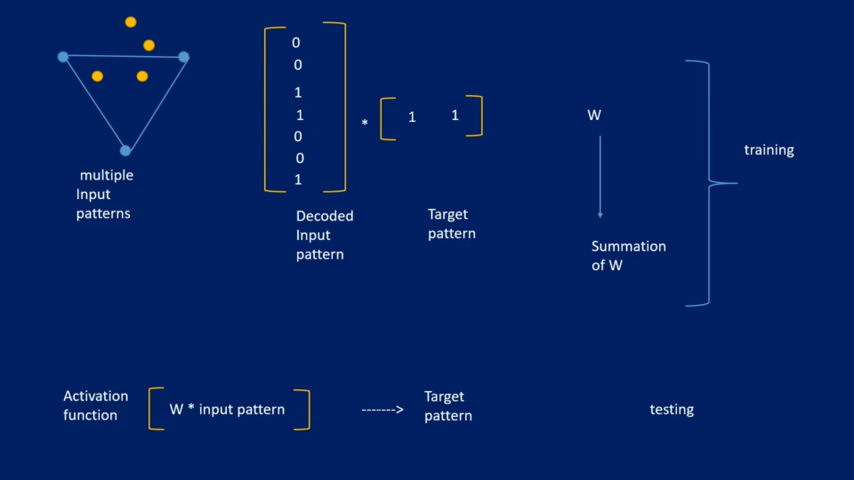 multiple
Input
patterns
0
0
1
1
0
0
1
Decoded
Input
pattern
*
1 1
Target
pattern
W
Summation
of W
training
Activation
function
W * input pattern
------->
Target
pattern
testing